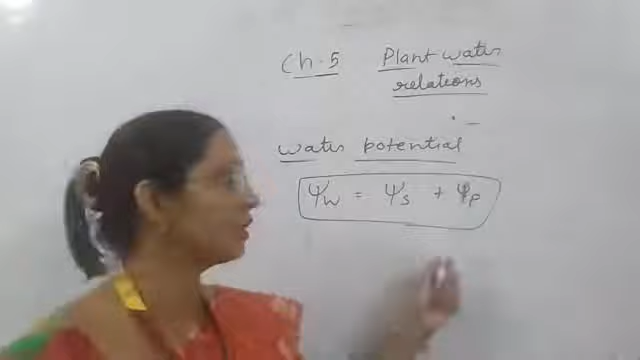 Ch. 5 Plant water
relations
water potential
Ψw = Ψs + Ψp